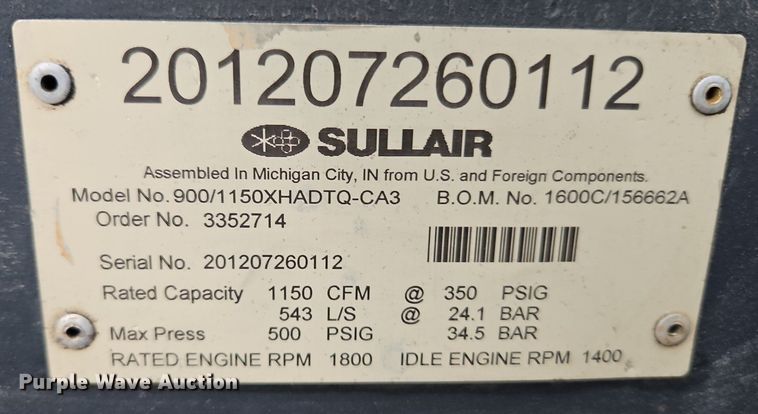 201207260112
SULLAIR
Assembled In Michigan City, IN from U.S. and Foreign Components.
Model No. 900/1150XHADTQ-CA3 B.O.M. No. 1600C/156662A
Order No. 3352714
Serial No. 201207260112
Rated Capacity 1150 CFM @ 350 PSIG
543 L/S @ 24.1 BAR
Max Press 500 PSIG 34.5 BAR
RATED ENGINE RPM 1800 IDLE ENGINE RPM 1400
Purple Wave Auction